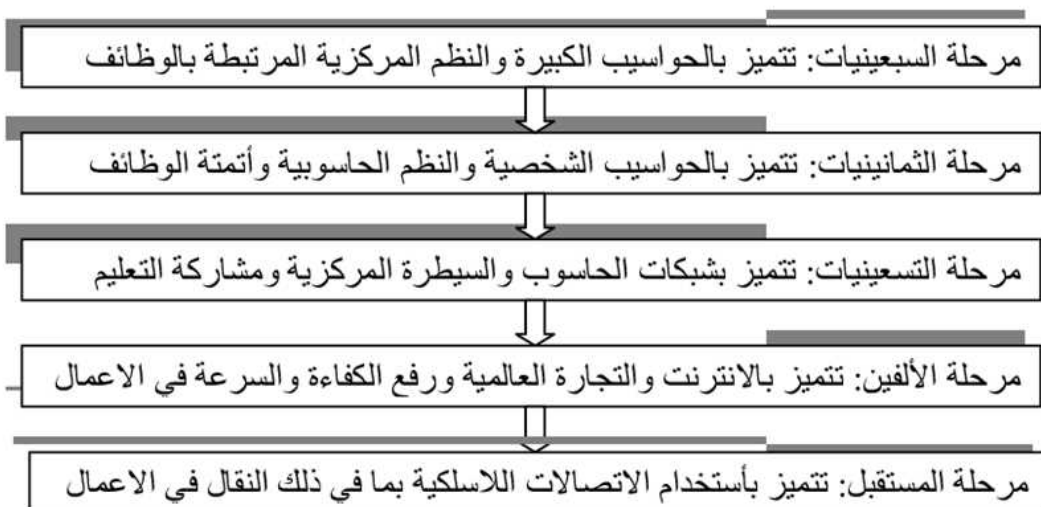 مرحلة السبعينيات: تتميز بالحواسيب الكبيرة والنظم المركزية المرتبطة بالوظائف
مرحلة الثمانينيات: تتميز بالحواسيب الشخصية والنظم الحاسوبية وأتمتة الوظائف
مرحلة التسعينيات: تتميز بشبكات الحاسوب والسيطرة المركزية ومشاركة التعليم
مرحلة الألفين: تتميز بالانترنت والتجارة العالمية ورفع الكفاءة والسرعة في الاعمال
مرحلة المستقبل: تتميز بأستخدام الاتصالات اللاسلكية بما في ذلك النقال في الاعمال